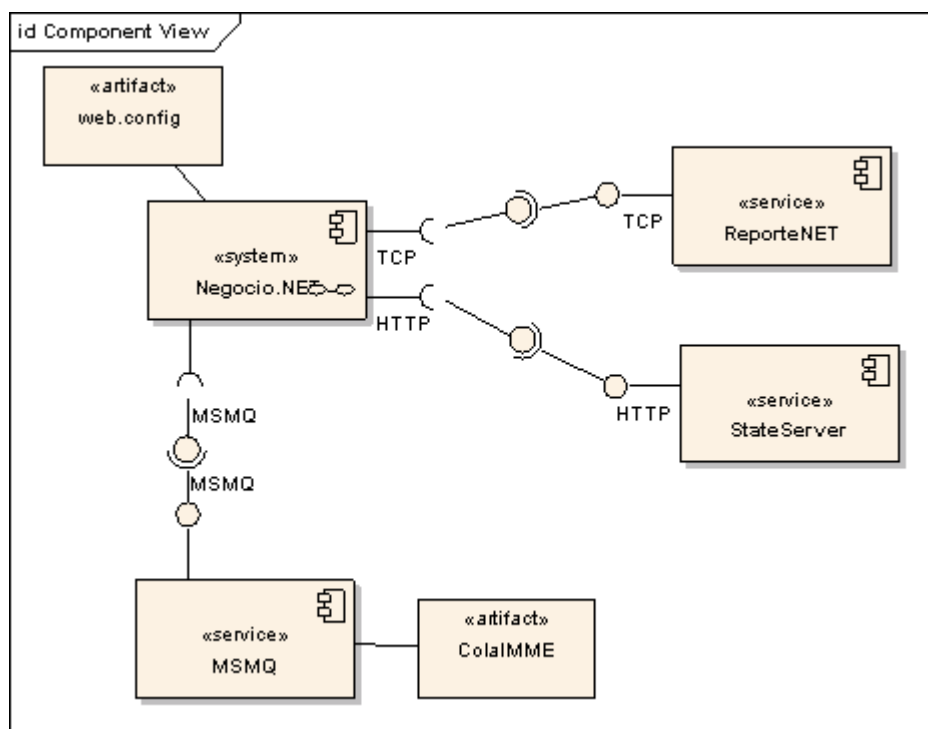 id Component View
«artifact»
web.config
«system»
Negocio.NET
TCP
HTTP
TCP
«service»
ReporteNET
HTTP
«service»
StateServer
MSMQ
MSMQ
«service»
MSMQ
«artifact»
ColaIMME